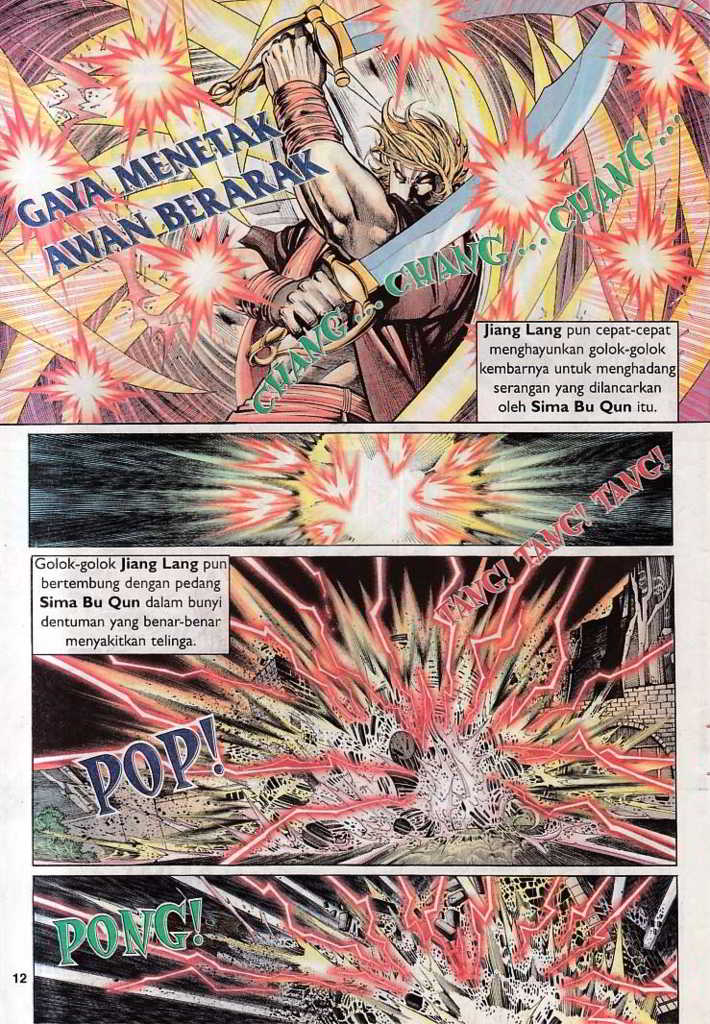 GAYA MENETAK
AWAN BERARAK
CHANG ... CHANG ... CHANG ...
Jiang Lang pun cepat-cepat
menghayunkan golok-golok
kembarnya untuk menghadang
serangan yang dilancarkan
oleh Sima Bu Qun itu.
TANG! TANG! TANG!
Golok-golok Jiang Lang pun
bertembung dengan pedang
Sima Bu Qun dalam bunyi
dentuman yang benar-benar
menyakitkan telinga.
POP!
PONG!
12